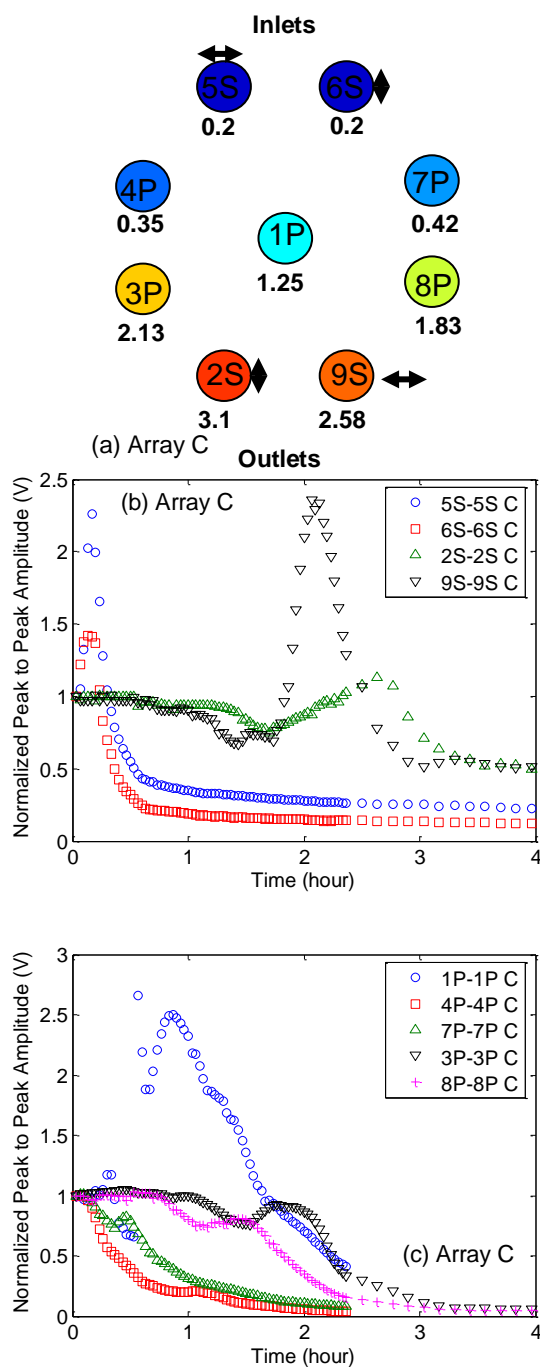 Inlets
5S 6S
0.2 0.2
4P 7P
0.35 0.42
1P
1.25
3P 8P
2.13 1.83
2S 9S
3.1 2.58
(a) Array C
Outlets
(b) Array C
Normalized Peak to Peak Amplitude (V)
2.5
2
1.5
1
0.5
0
0 1 2 3 4
Time (hour)
5S-5S C
6S-6S C
2S-2S C
9S-9S C
Normalized Peak to Peak Amplitude (V)
3
2.5
2
1.5
1
0.5
0
0 1 2 3 4
Time (hour)
1P-1P C
4P-4P C
7P-7P C
3P-3P C
8P-8P C
(c) Array C